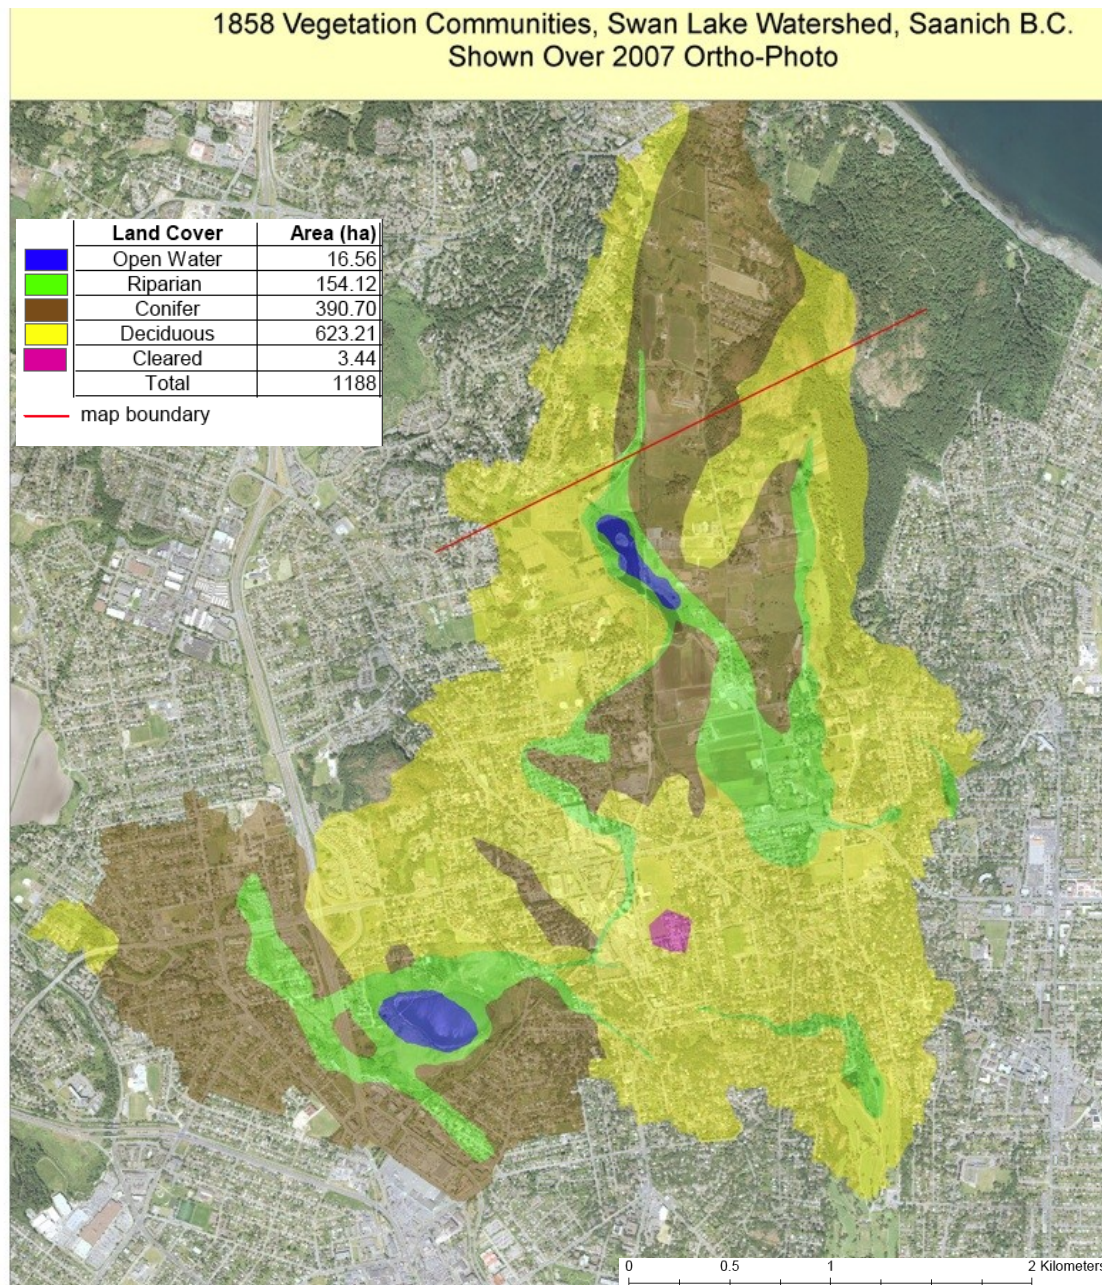 1858 Vegetation Communities, Swan Lake Watershed, Saanich B.C.
Shown Over 2007 Ortho-Photo
Land Cover Area (ha)
Open Water 16.56
Riparian 154.12
Conifer 390.70
Deciduous 623.21
Cleared 3.44
Total 1188
map boundary
0 0.5 1 2 Kilometers